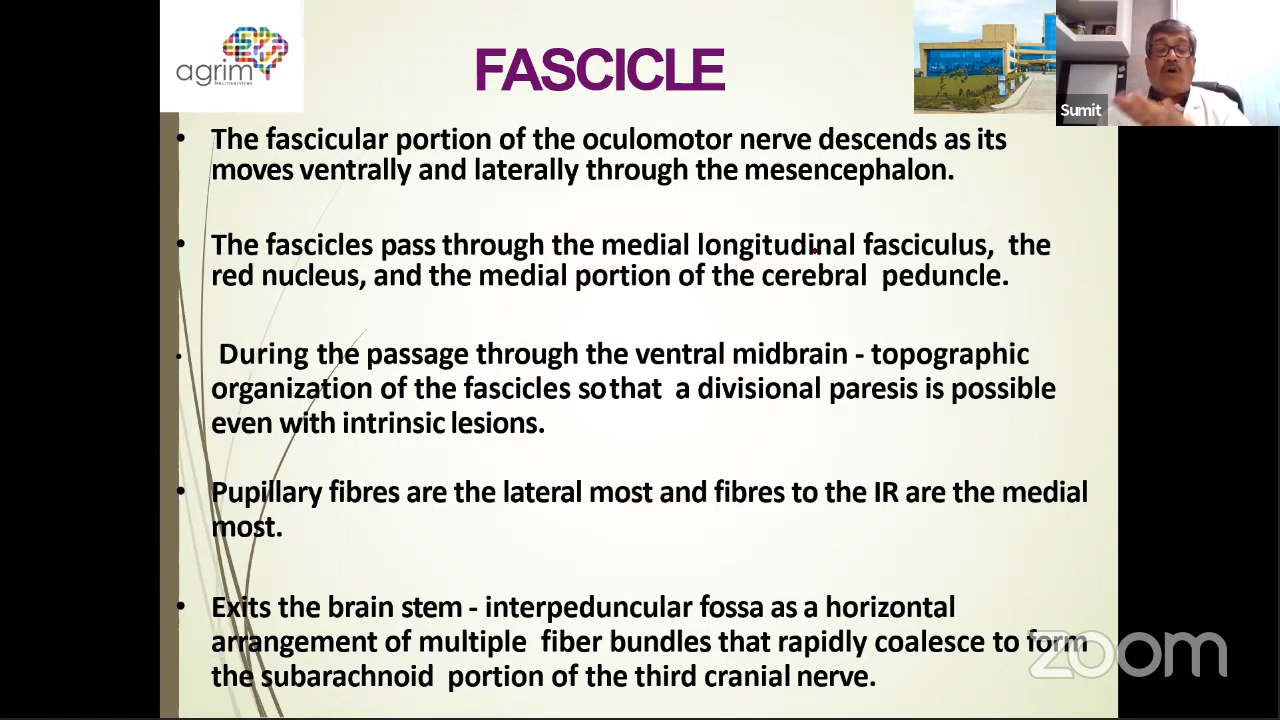 agrim
Neuroservices
FASCICLE
Sumit
• The fascicular portion of the oculomotor nerve descends as its
moves ventrally and laterally through the mesencephalon.
• The fascicles pass through the medial longitudinal fasciculus, the
red nucleus, and the medial portion of the cerebral peduncle.
• During the passage through the ventral midbrain - topographic
organization of the fascicles so that a divisional paresis is possible
even with intrinsic lesions.
• Pupillary fibres are the lateral most and fibres to the IR are the medial
most.
• Exits the brain stem - interpeduncular fossa as a horizontal
arrangement of multiple fiber bundles that rapidly coalesce to form
the subarachnoid portion of the third cranial nerve.
zoom